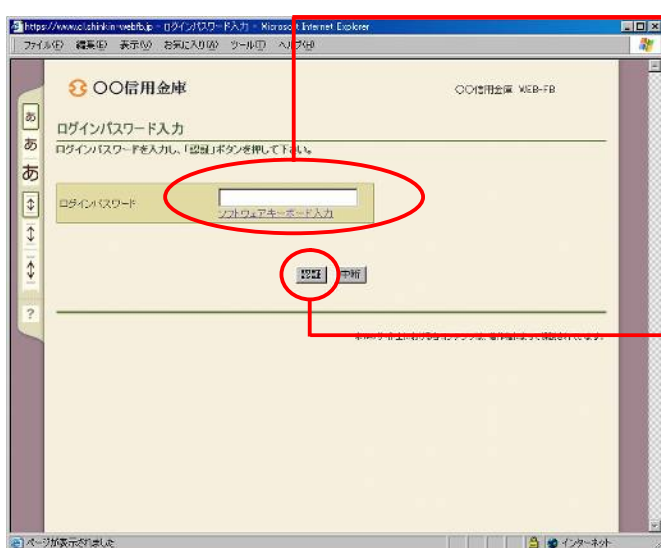 https://www.cl.shinkin-webfb.jp - ログインパスワード入力 - Microsoft Internet Explorer
ファイル(F) 編集(E) 表示(V) お気に入り(A) ツール(T) ヘルプ(H)
〇〇信用金庫
〇〇信用金庫 WEB-FB
あ
あ
あ
ログインパスワード入力
ログインパスワードを入力し、「認証」ボタンを押して下さい。
ログインパスワード
ソフトウェアキーボード入力
認証 中断
?
ページが表示されました
インターネット